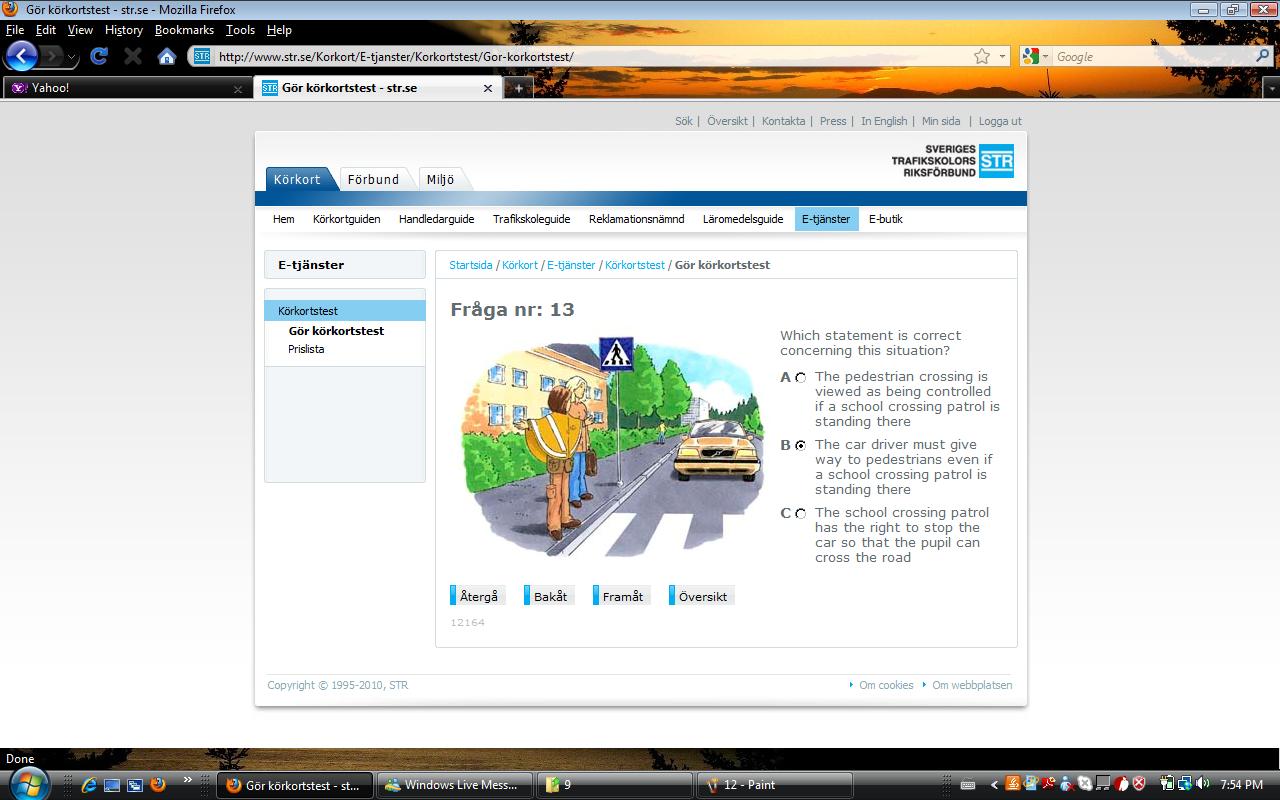 Gör körkortstest - str.se - Mozilla Firefox
File Edit View History Bookmarks Tools Help
STR http://www.str.se/Korkort/E-tjanster/Korkortstest/Gor-korkortstest/ Google
Yahoo! STR Gör körkortstest - str.se
Sök | Översikt | Kontakta | Press | In English | Min sida | Logga ut
SVERIGES
TRAFIKSKOLORS STR
RIKSFÖRBUND
Körkort Förbund Miljö
Hem Körkortguiden Handledarguide Trafikskoleguide Reklamationsnämnd Läromedelsguide E-tjänster E-butik
E-tjänster
Körkortstest
Gör körkortstest
Prislista
Startsida / Körkort / E-tjänster / Körkortstest / Gör körkortstest
Fråga nr: 13
Which statement is correct
concerning this situation?
A The pedestrian crossing is
viewed as being controlled
if a school crossing patrol is
standing there
B The car driver must give
way to pedestrians even if
a school crossing patrol is
standing there
C The school crossing patrol
has the right to stop the
car so that the pupil can
cross the road
Återgå Bakåt Framåt Översikt
12164
Copyright © 1995-2010, STR Om cookies Om webbplatsen
Done
Gör körkortstest - st... Windows Live Mess... 9 12 - Paint 7:54 PM